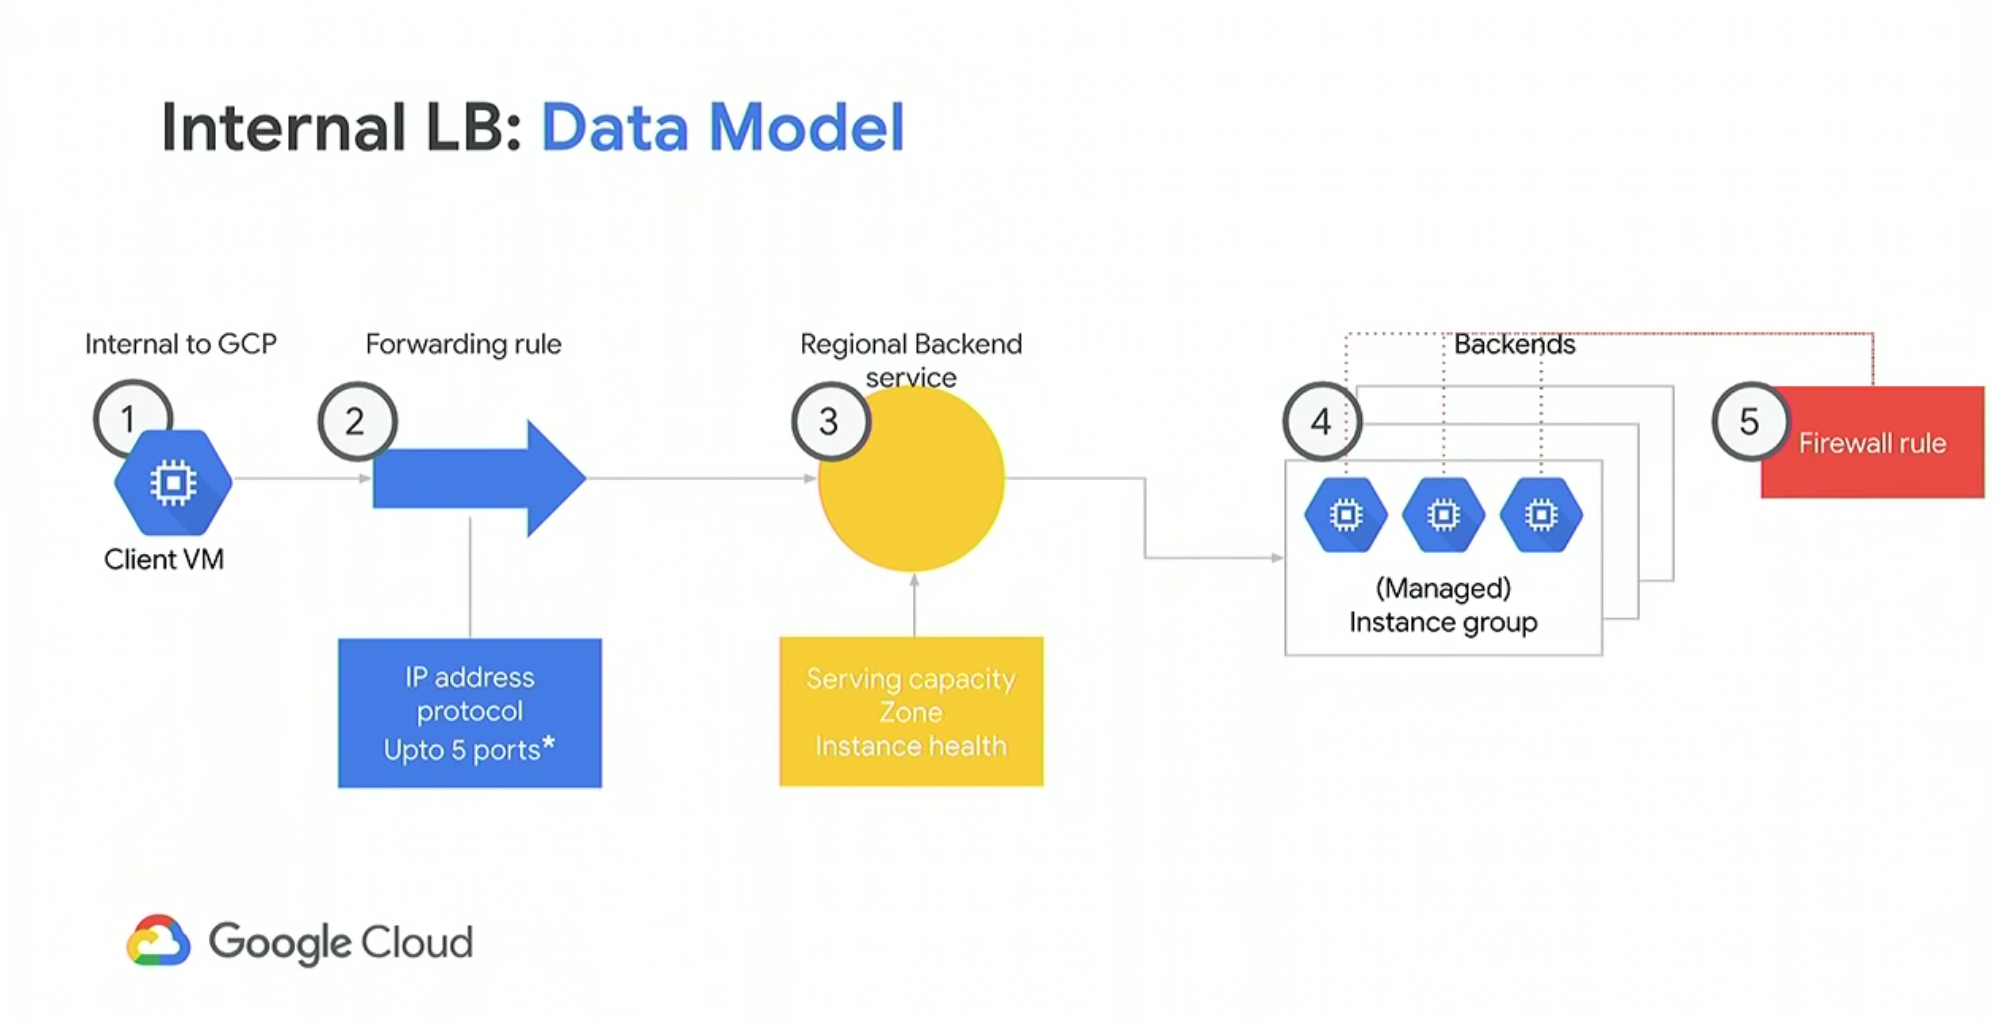 Internal LB: Data Model
Internal to GCP
1
Client VM
Forwarding rule
2
IP address
protocol
Upto 5 ports*
Regional Backend
service
3
Serving capacity
Zone
Instance health
Backends
4
(Managed)
Instance group
5
Firewall rule
Google Cloud